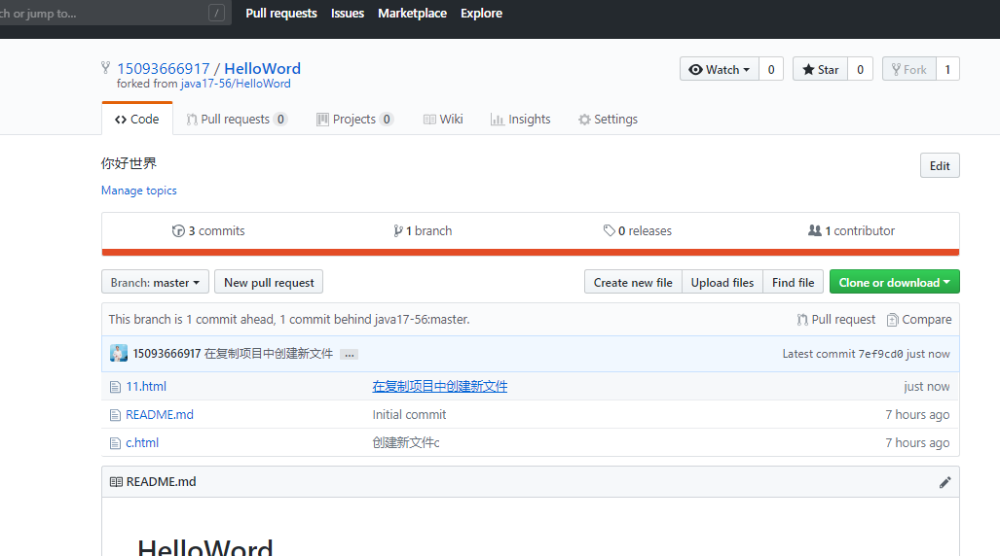 ch or jump to... /
Pull requests Issues Marketplace Explore
15093666917 / HelloWord
forked from java17-56/HelloWord
Watch 0 Star 0 Fork 1
Code Pull requests 0 Projects 0 Wiki Insights Settings
你好世界
Edit
Manage topics
3 commits 1 branch 0 releases 1 contributor
Branch: master New pull request Create new file Upload files Find file Clone or download
This branch is 1 commit ahead, 1 commit behind java17-56:master. Pull request Compare
15093666917 在复制项目中创建新文件 ... Latest commit 7ef9cd0 just now
11.html 在复制项目中创建新文件 just now
README.md Initial commit 7 hours ago
c.html 创建新文件c 7 hours ago
README.md
HelloWord